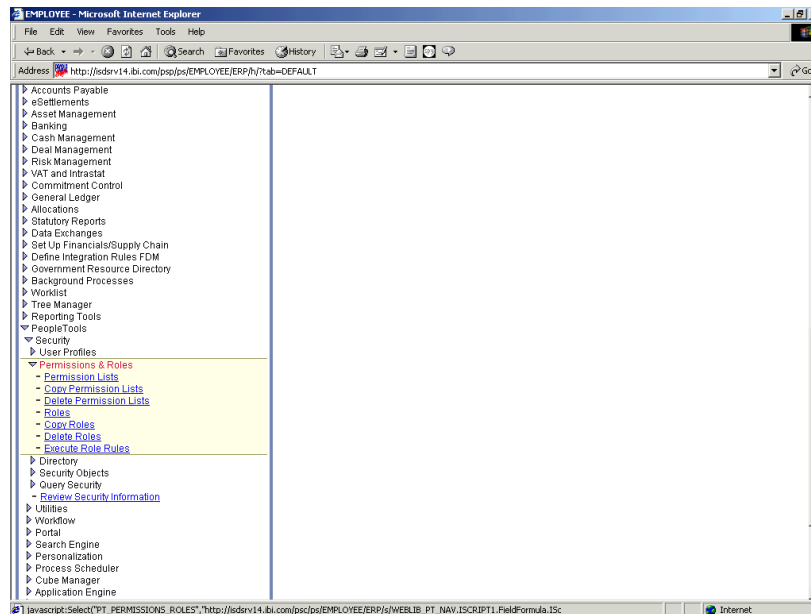 EMPLOYEE - Microsoft Internet Explorer
File Edit View Favorites Tools Help
Back Search Favorites History
Address http://isdsrv14.ibi.com/psp/ps/EMPLOYEE/ERP/h/?tab=DEFAULT Go
Accounts Payable
eSettlements
Asset Management
Banking
Cash Management
Deal Management
Risk Management
VAT and Intrastat
Commitment Control
General Ledger
Allocations
Statutory Reports
Data Exchanges
Set Up Financials/Supply Chain
Define Integration Rules FDM
Government Resource Directory
Background Processes
Worklist
Tree Manager
Reporting Tools
PeopleTools
Security
User Profiles
Permissions & Roles
- Permission Lists
- Copy Permission Lists
- Delete Permission Lists
- Roles
- Copy Roles
- Delete Roles
- Execute Role Rules
Directory
Security Objects
Query Security
- Review Security Information
Utilities
Workflow
Portal
Search Engine
Personalization
Process Scheduler
Cube Manager
Application Engine
javascript:Select("PT_PERMISSIONS_ROLES","http://isdsrv14.ibi.com/psc/ps/EMPLOYEE/ERP/s/WEBLIB_PT_NAV.ISCRIPT1.FieldFormula.ISc Internet